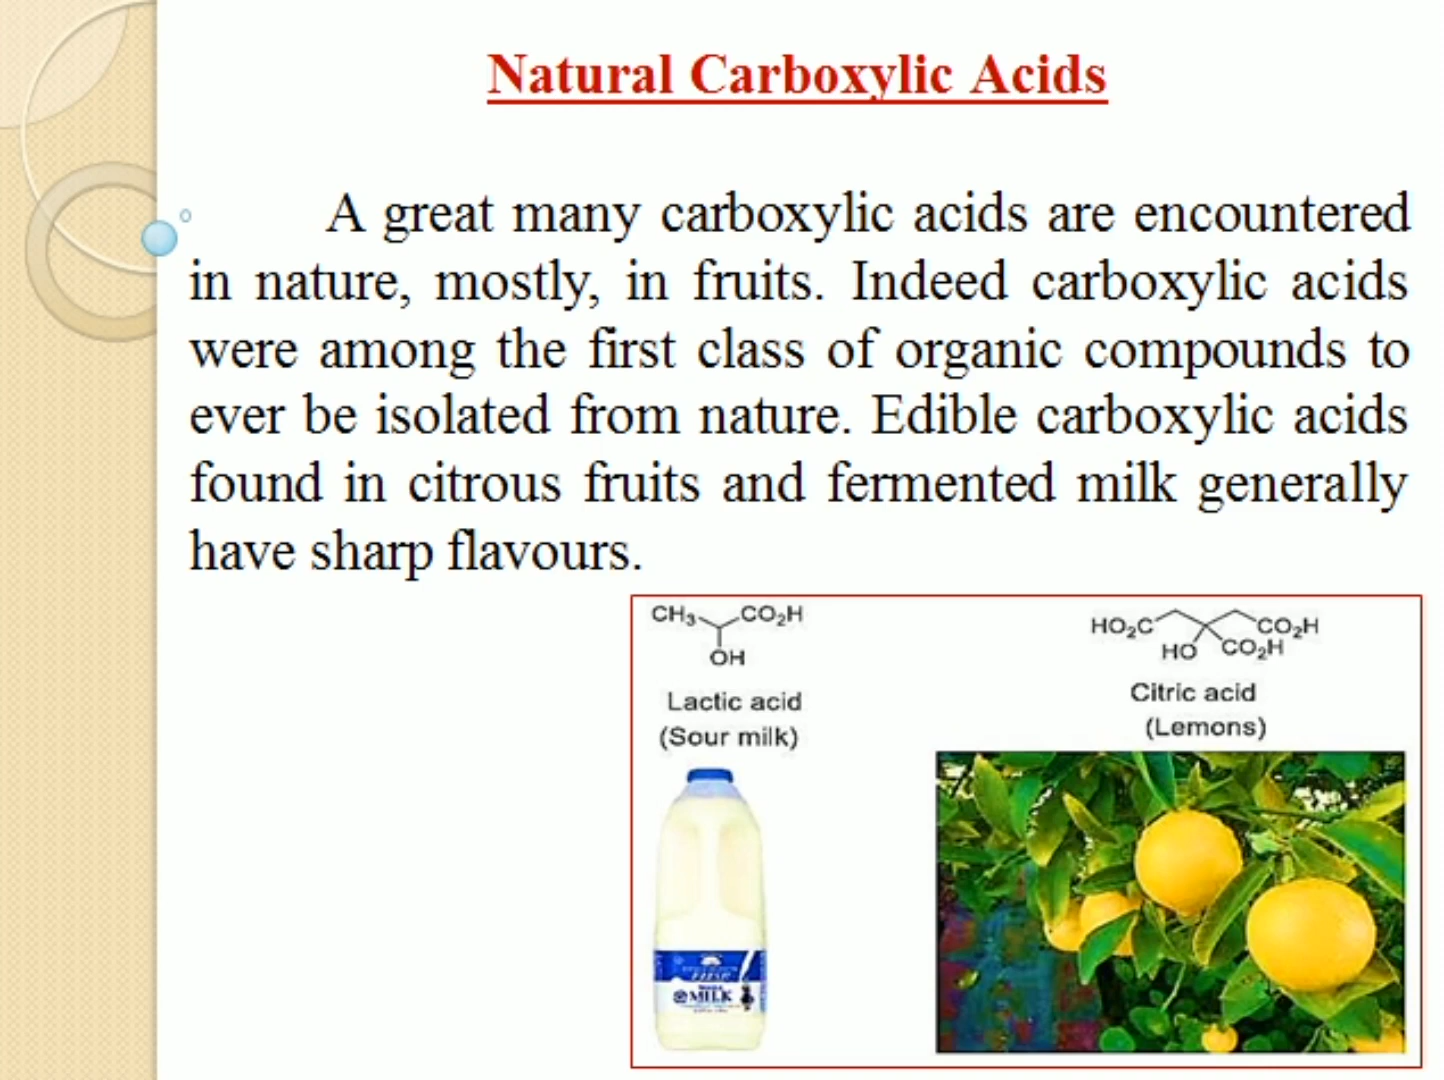 Natural Carboxylic Acids
A great many carboxylic acids are encountered
in nature, mostly, in fruits. Indeed carboxylic acids
were among the first class of organic compounds to
ever be isolated from nature. Edible carboxylic acids
found in citrous fruits and fermented milk generally
have sharp flavours.
CH₃ CO₂H
OH
Lactic acid
(Sour milk)
HO₂C CO₂H
HO CO₂H
Citric acid
(Lemons)
MILK